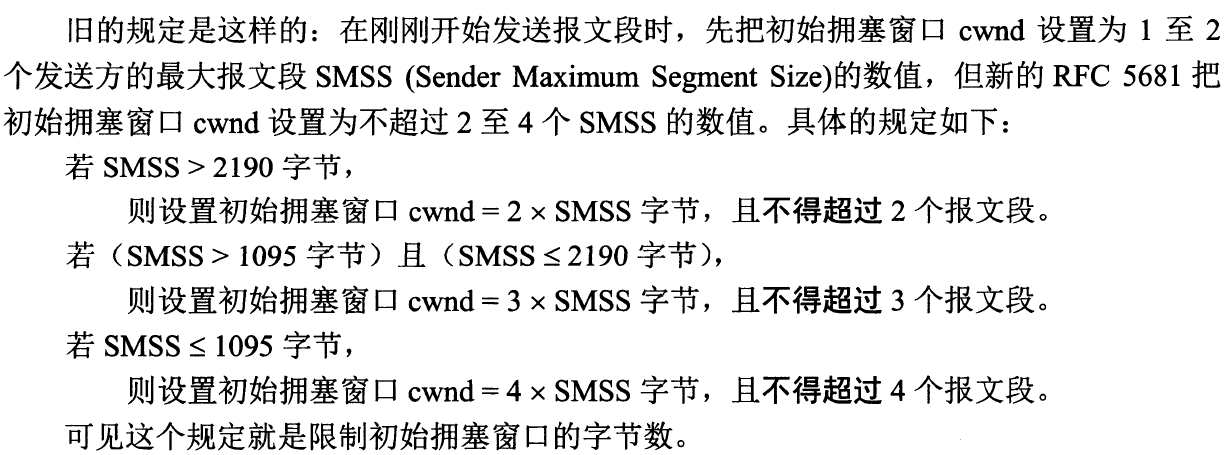 旧的规定是这样的：在刚刚开始发送报文段时，先把初始拥塞窗口 cwnd 设置为 1 至 2
个发送方的最大报文段 SMSS (Sender Maximum Segment Size)的数值，但新的 RFC 5681 把
初始拥塞窗口 cwnd 设置为不超过 2 至 4 个 SMSS 的数值。具体的规定如下：
若 SMSS > 2190 字节，
则设置初始拥塞窗口 cwnd = 2 × SMSS 字节，且不得超过 2 个报文段。
若（SMSS > 1095 字节）且（SMSS ≤ 2190 字节），
则设置初始拥塞窗口 cwnd = 3 × SMSS 字节，且不得超过 3 个报文段。
若 SMSS ≤ 1095 字节，
则设置初始拥塞窗口 cwnd = 4 × SMSS 字节，且不得超过 4 个报文段。
可见这个规定就是限制初始拥塞窗口的字节数。